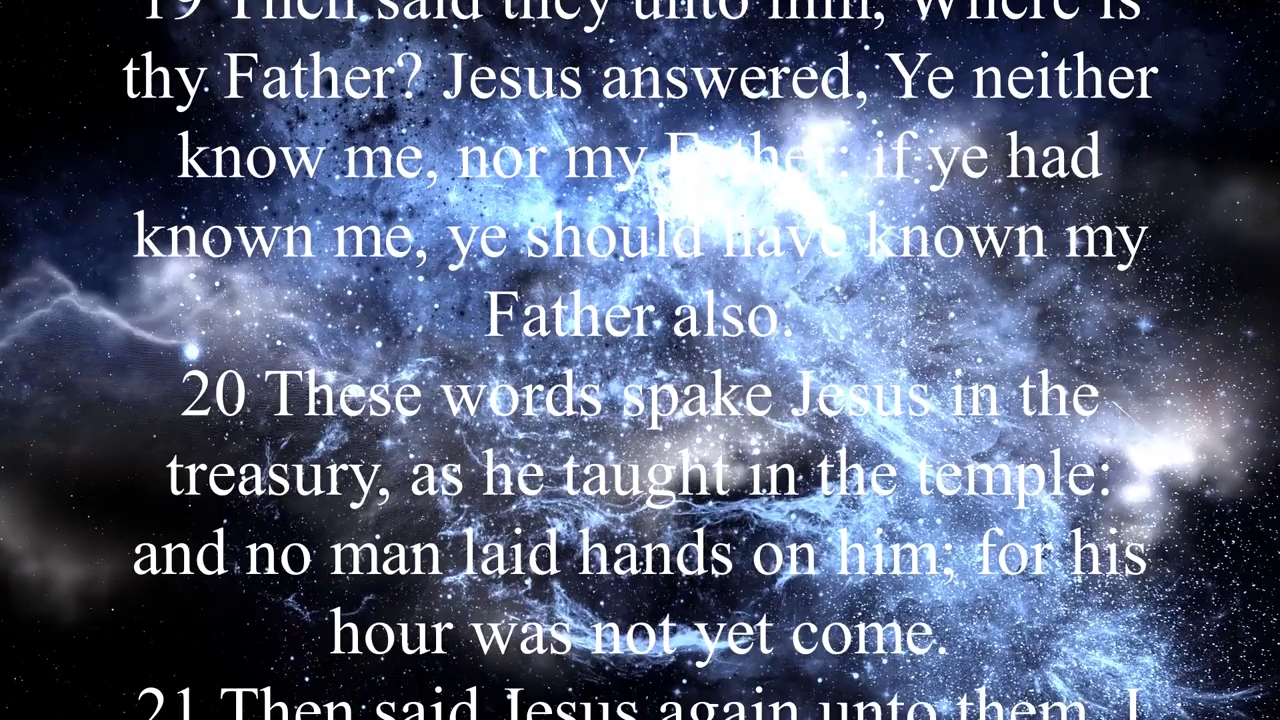 19 Then said they unto him, Where is
thy Father? Jesus answered, Ye neither
know me, nor my Father: if ye had
known me, ye should have known my
Father also.
20 These words spake Jesus in the
treasury, as he taught in the temple:
and no man laid hands on him; for his
hour was not yet come.
21 Then said Jesus again unto them, I